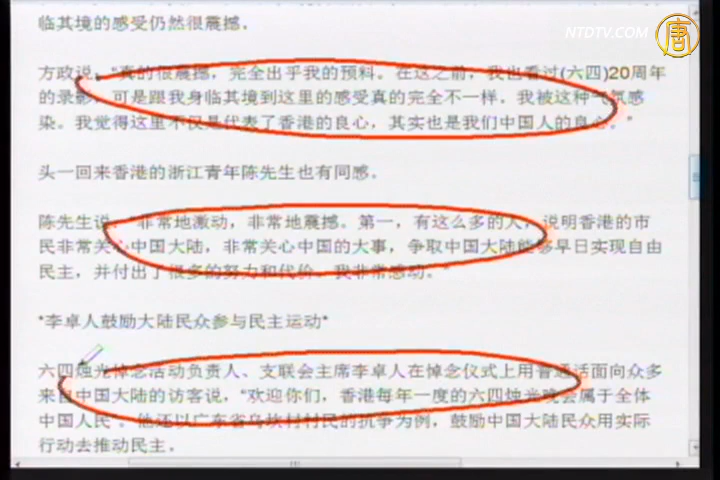 临其境的感受仍然很震撼。
NTDTV.COM
唐
方政说："真的很震撼，完全出乎我的预料。在这之前，我也看过(六四)20周年
的录影，可是跟我身临其境到这里的感受真的完全不一样。我被这种气氛感
染。我觉得这里不仅是代表了香港的良心，其实也是我们中国人的良心。"
头一回来香港的浙江青年陈先生也有同感。
陈先生说："非常地激动，非常地震撼。第一，有这么多的人，说明香港的市
民非常关心中国大陆，非常关心中国的大事，争取中国大陆能够早日实现自由
民主，并付出了很多的努力和代价。我非常感动。"
*李卓人鼓励大陆民众参与民主运动*
六四烛光悼念活动负责人、支联会主席李卓人在悼念仪式上用普通话面向众多
来自中国大陆的访客说，"欢迎你们，香港每年一度的六四烛光晚会属于全体
中国人民"。他还以广东省乌坎村村民的抗争为例，鼓励中国大陆民众用实际
行动去推动民主。